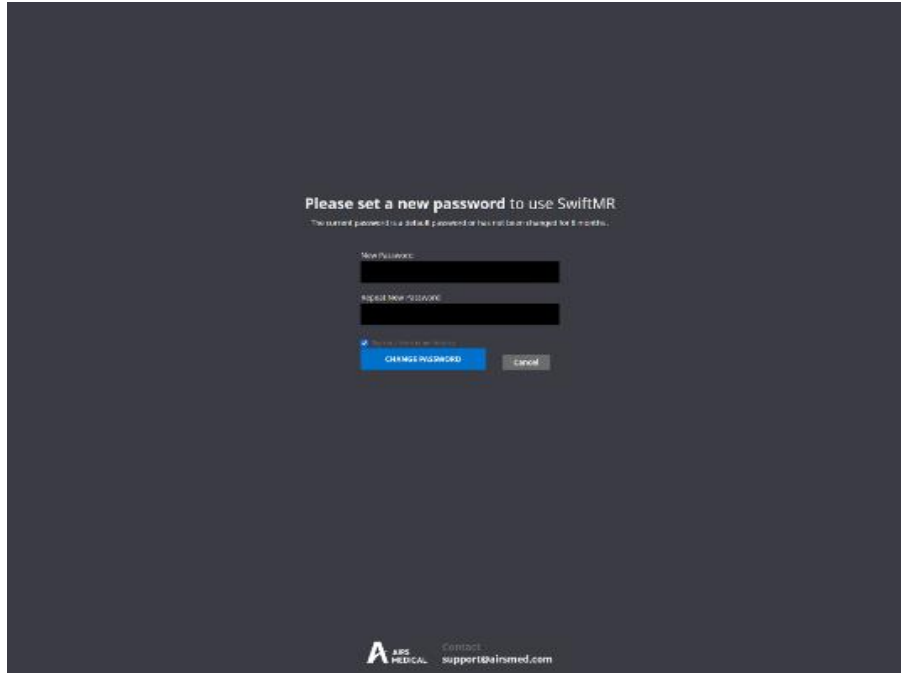 Please set a new password to use SwiftMR
The current password is a default password or has not been changed for 6 months.
New Password
Repeat New Password
CHANGE PASSWORD
Cancel
AIRS
MEDICAL
Contact
support@airsmed.com